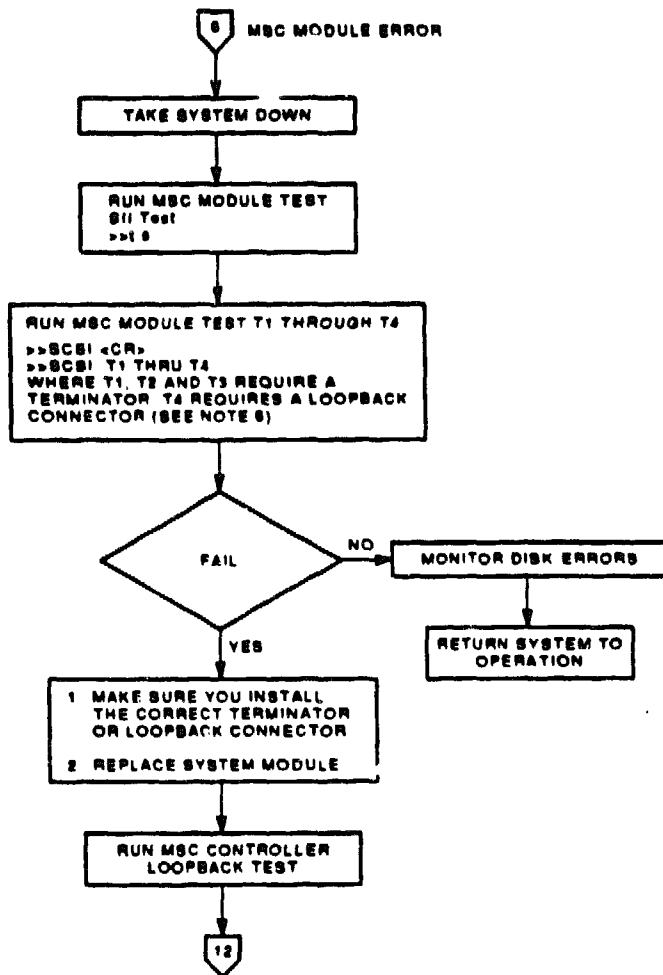 6 MSC MODULE ERROR
TAKE SYSTEM DOWN
RUN MSC MODULE TEST
Test
RUN MSC MODULE TEST T1 THROUGH T4
>>SCSI <CR>
>>SCSI T1 THRU T4
WHERE T1, T2 AND T3 REQUIRE A
TERMINATOR T4 REQUIRES A LOOPBACK
CONNECTOR (SEE NOTE 6)
FAIL
NO
MONITOR DISK ERRORS
RETURN SYSTEM TO
OPERATION
YES
1 MAKE SURE YOU INSTALL
THE CORRECT TERMINATOR
OR LOOPBACK CONNECTOR
2 REPLACE SYSTEM MODULE
RUN MSC CONTROLLER
LOOPBACK TEST
12